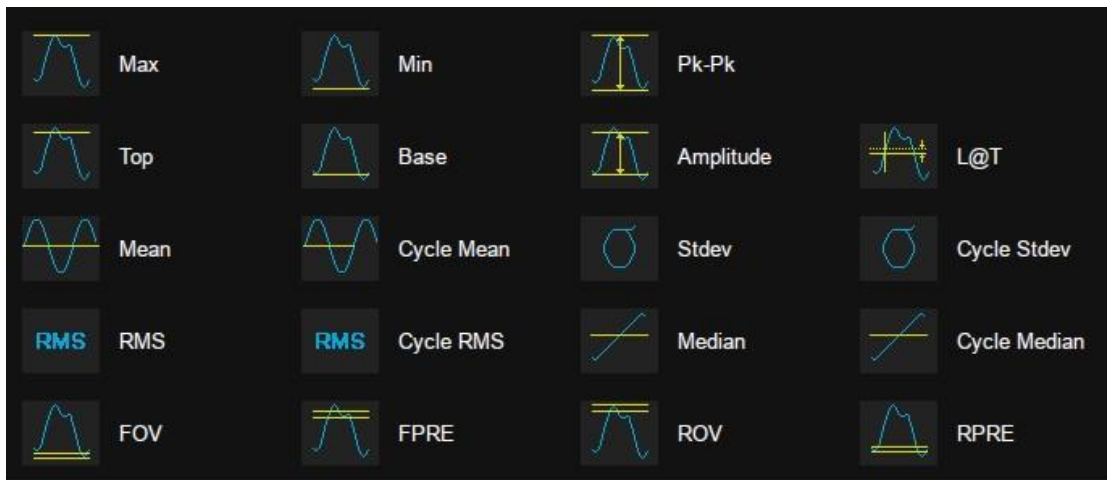 Max Min Pk-Pk
Top Base Amplitude L@T
Mean Cycle Mean Stdev Cycle Stdev
RMS RMS RMS Cycle RMS Median Cycle Median
FOV FPRE ROV RPRE